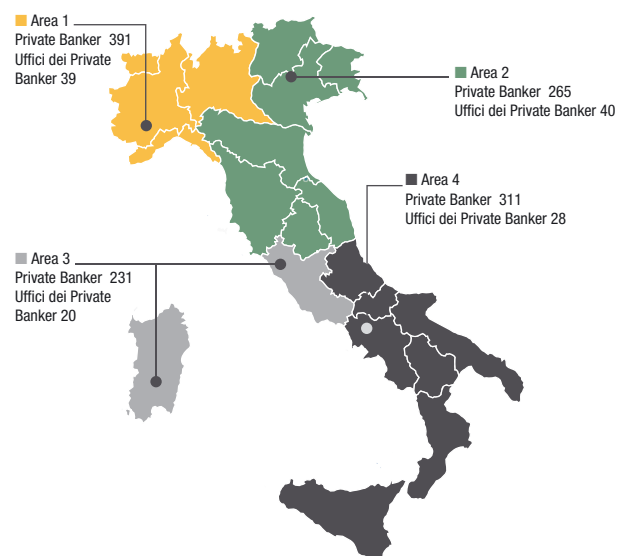 Area 1
Private Banker 391
Uffici dei Private
Banker 39
Area 2
Private Banker 265
Uffici dei Private Banker 40
Area 4
Private Banker 311
Uffici dei Private Banker 28
Area 3
Private Banker 231
Uffici dei Private
Banker 20